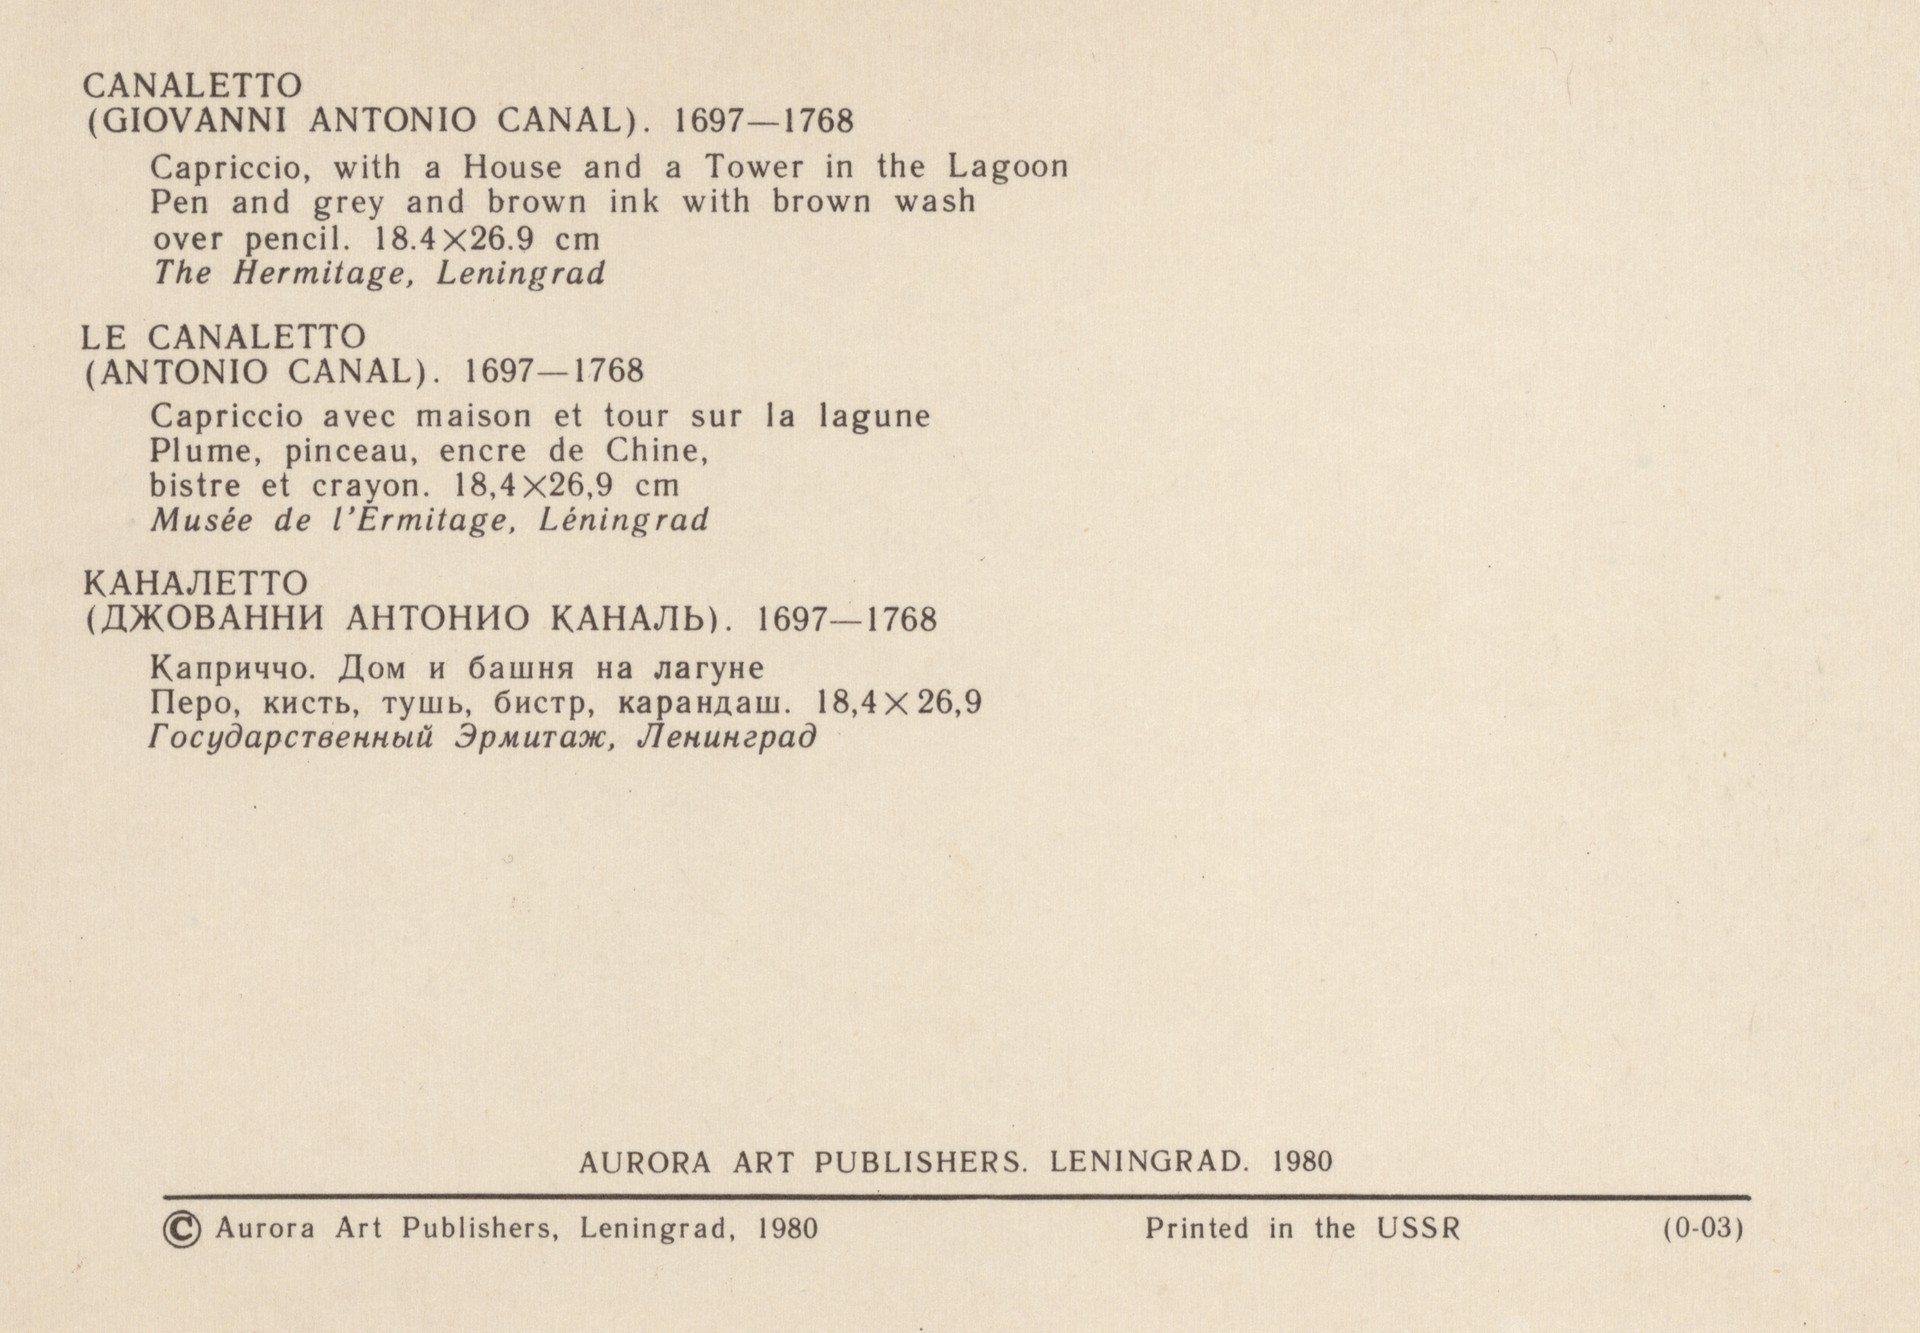 CANALETTO
(GIOVANNI ANTONIO CANAL). 1697—1768
Capriccio, with a House and a Tower in the Lagoon
Pen and grey and brown ink with brown wash
over pencil. 18.4×26.9 cm
The Hermitage, Leningrad
LE CANALETTO
(ANTONIO CANAL). 1697—1768
Capriccio avec maison et tour sur la lagune
Plume, pinceau, encre de Chine,
bistre et crayon. 18,4×26,9 cm
Musée de l'Ermitage, Léningrad
КАНАЛЕТТО
(ДЖОВАННИ АНТОНИО КАНАЛЬ). 1697—1768
Каприччо. Дом и башня на лагуне
Перо, кисть, тушь, бистр, карандаш. 18,4×26,9
Государственный Эрмитаж, Ленинград
AURORA ART PUBLISHERS. LENINGRAD. 1980
© Aurora Art Publishers, Leningrad, 1980 Printed in the USSR (0-03)